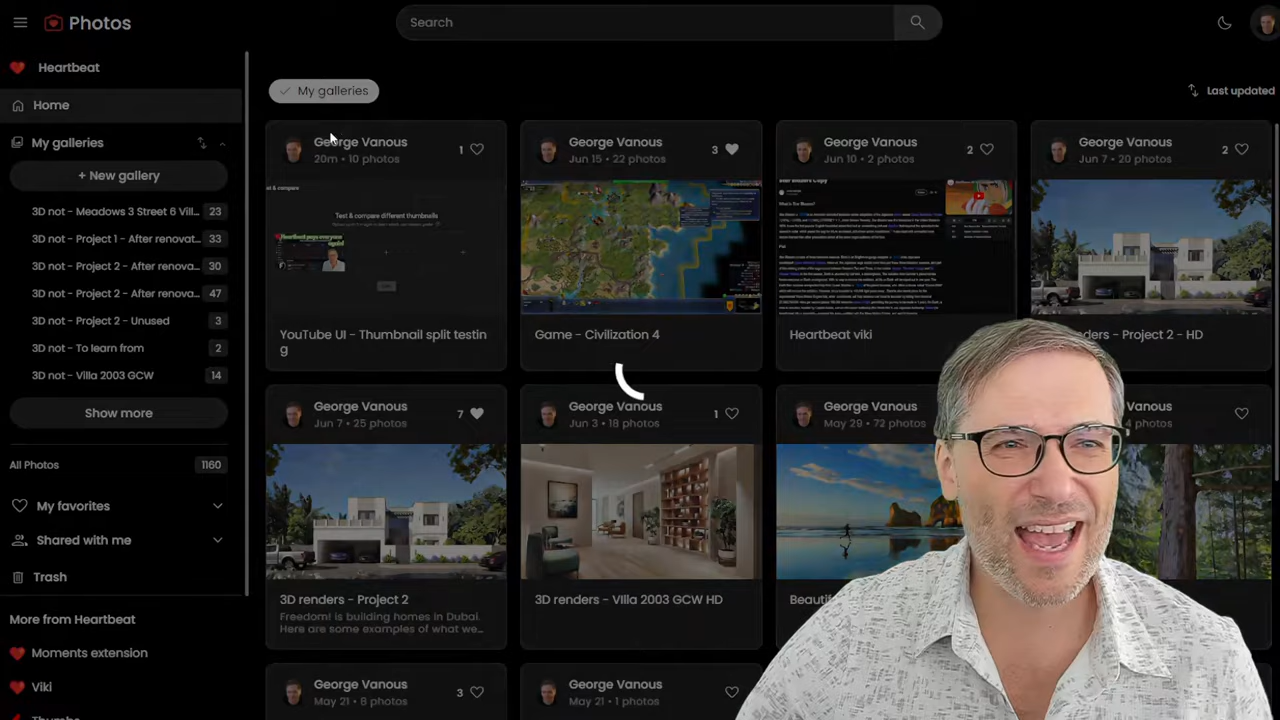 Photos
Search
Heartbeat
Home
My galleries
+ New gallery
3D not - Meadows 3 Street 6 Vill... 23
3D not - Project 1 - After renovat... 33
3D not - Project 2 - After renova... 30
3D not - Project 2 - After renova... 47
3D not - Project 2 - Unused 3
3D not - To learn from 2
3D not - Villa 2003 GCW 14
Show more
All Photos 1160
My favorites
Shared with me
Trash
More from Heartbeat
Moments extension
Viki
My galleries
Last updated
George Vanous
20m • 10 photos
1
Test & compare different thumbnails
YouTube UI - Thumbnail split testin
g
George Vanous
Jun 15 • 22 photos
3
Game - Civilization 4
George Vanous
Jun 10 • 2 photos
2
Heartbeat viki
George Vanous
Jun 7 • 20 photos
2
- Project 2 - HD
George Vanous
Jun 7 • 25 photos
7
3D renders - Project 2
Freedom! is building homes in Dubai.
Here are some examples of what we...
George Vanous
Jun 3 • 18 photos
1
3D renders - Villa 2003 GCW HD
George Vanous
May 29 • 72 photos
Vanous
photos
George Vanous
May 21 • 8 photos
3
George Vanous
May 21 • 1 photos